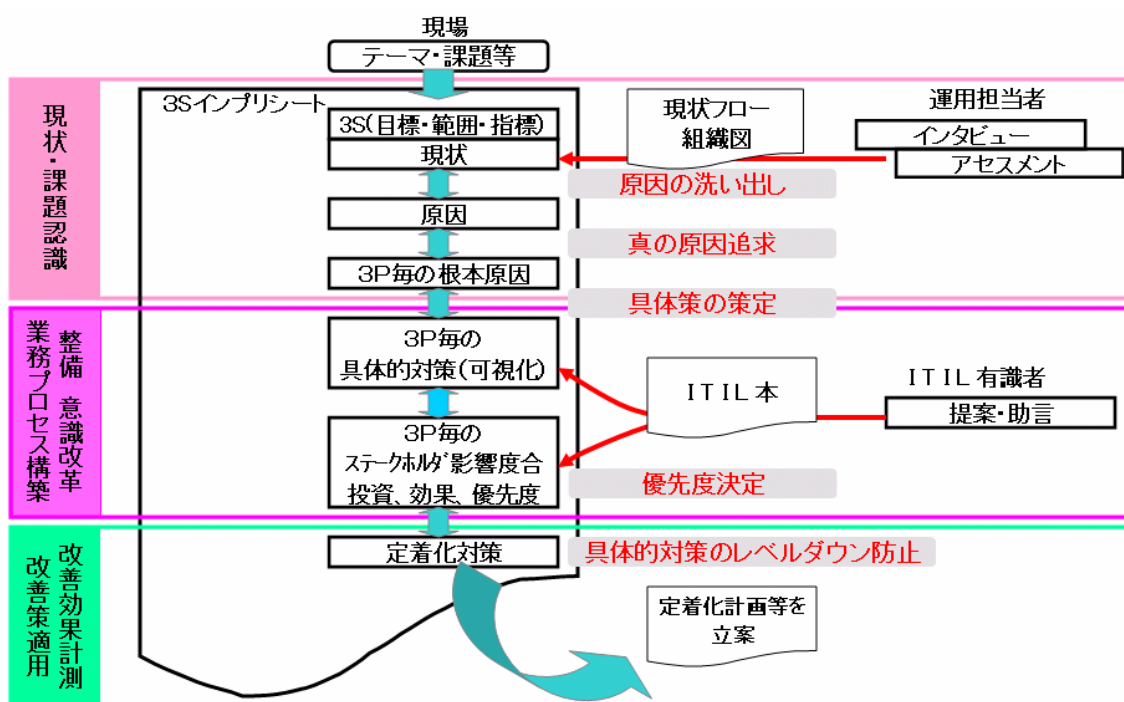 現場
テーマ・課題等
3Sインプリシート
3S(目標・範囲・指標)
現状
現状フロー
組織図
運用担当者
インタビュー
アセスメント
現状・課題認識
原因の洗い出し
原因
真の原因追求
3P毎の根本原因
具体策の策定
整備 意識改革
業務プロセス構築
3P毎の
具体的対策(可視化)
ITIL本
ITIL有識者
提案・助言
3P毎の
ステークホルダ影響度合
投資、効果、優先度
優先度決定
改善効果計測
改善策適用
定着化対策
具体的対策のレベルダウン防止
定着化計画等を
立案